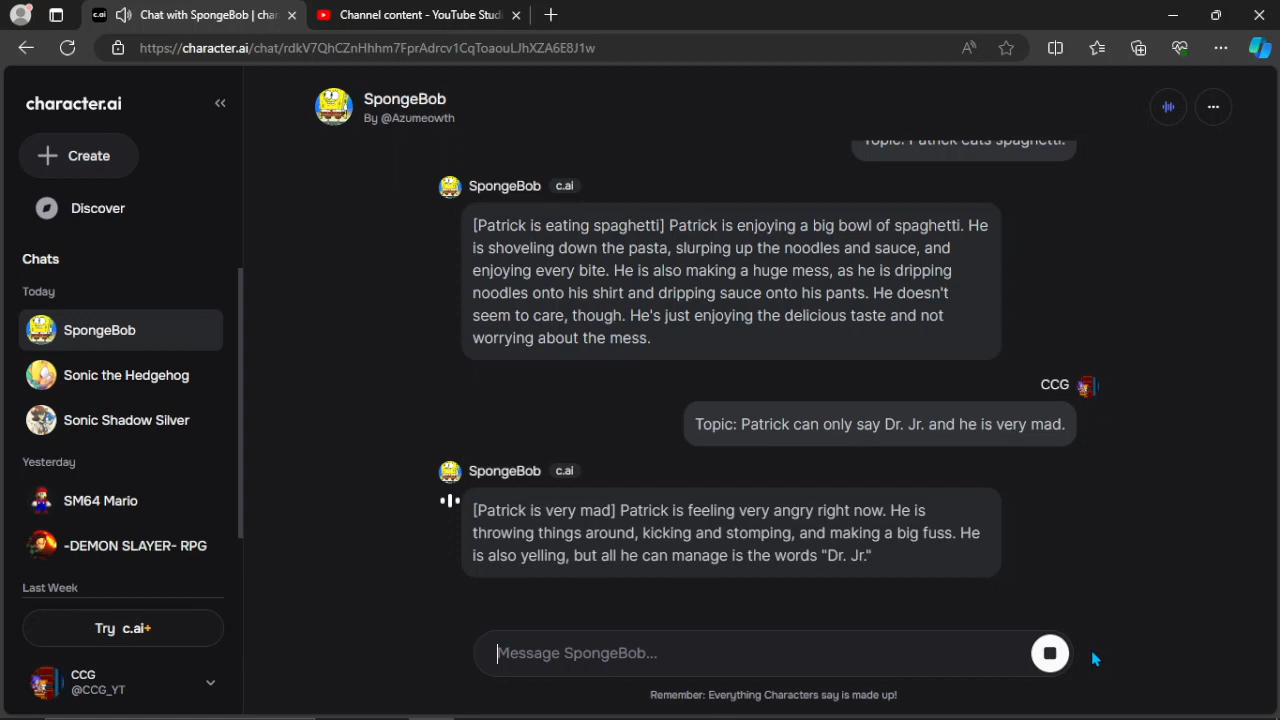 Chat with SpongeBob | char
Channel content - YouTube Studi
https://character.ai/chat/rdkV7QhCZnHhhm7FprAdrcv1CqToaouLJhXZA6E8J1w
character.ai
Create
Discover
Chats
Today
SpongeBob
Sonic the Hedgehog
Sonic Shadow Silver
Yesterday
SM64 Mario
-DEMON SLAYER- RPG
Last Week
Try c.ai+
CCG
@CCG_YT
SpongeBob
By @Azumeowth
Topic: Patrick eats spaghetti.
SpongeBob c.ai
[Patrick is eating spaghetti] Patrick is enjoying a big bowl of spaghetti. He
is shoveling down the pasta, slurping up the noodles and sauce, and
enjoying every bite. He is also making a huge mess, as he is dripping
noodles onto his shirt and dripping sauce onto his pants. He doesn't
seem to care, though. He's just enjoying the delicious taste and not
worrying about the mess.
CCG
Topic: Patrick can only say Dr. Jr. and he is very mad.
SpongeBob c.ai
[Patrick is very mad] Patrick is feeling very angry right now. He is
throwing things around, kicking and stomping, and making a big fuss. He
is also yelling, but all he can manage is the words "Dr. Jr."
Message SpongeBob...
Remember: Everything Characters say is made up!